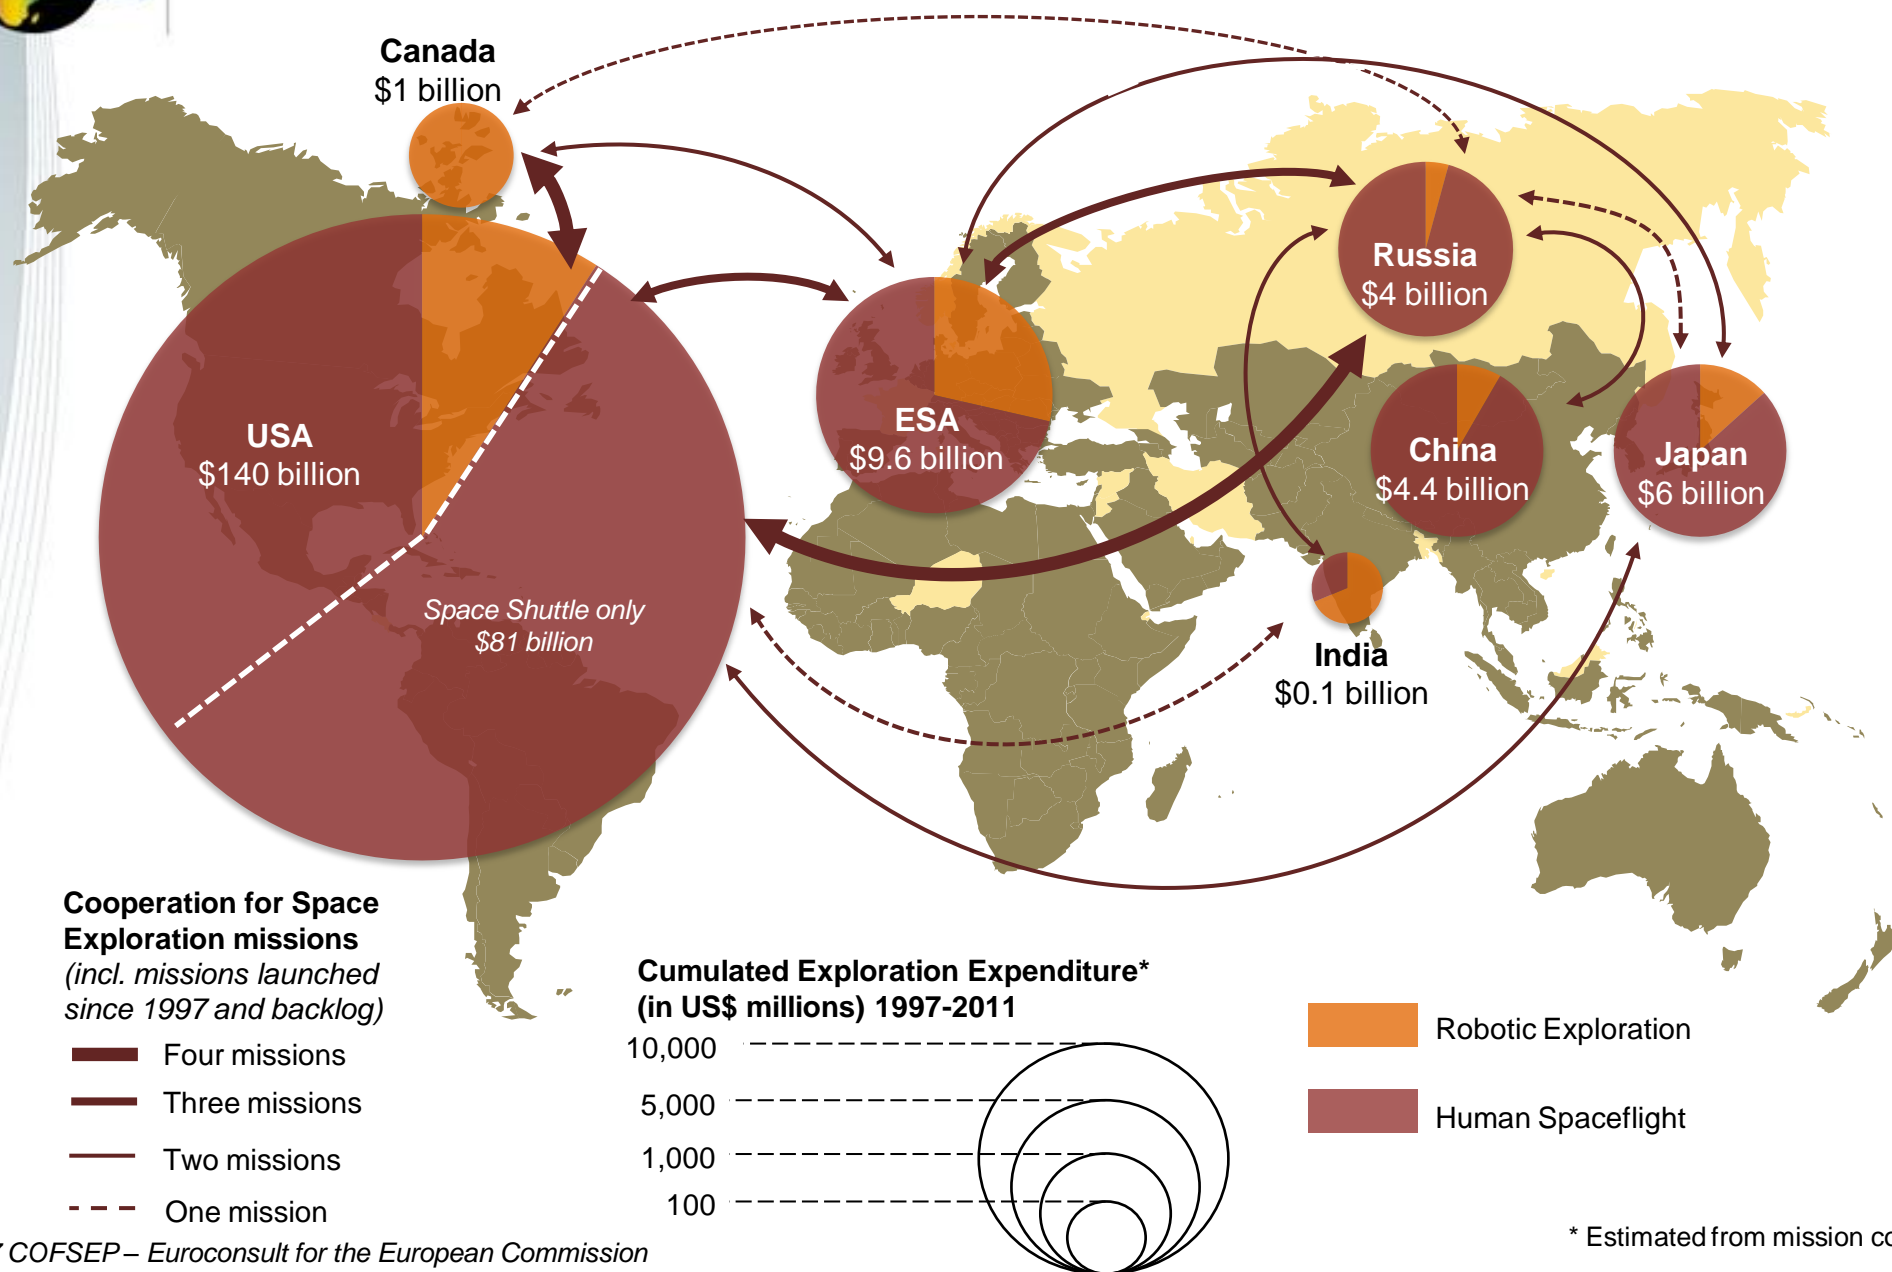 Canada
$1 billion
Russia
$4 billion
USA
$140 billion
ESA
$9.6 billion
China
$4.4 billion
Japan
$6 billion
Space Shuttle only
$81 billion
India
$0.1 billion
Cooperation for Space
Exploration missions
(incl. missions launched
since 1997 and backlog)
Four missions
Three missions
Two missions
One mission
Cumulated Exploration Expenditure*
(in US$ millions) 1997-2011
10,000
5,000
1,000
100
Robotic Exploration
Human Spaceflight
COFSEP – Euroconsult for the European Commission
* Estimated from mission